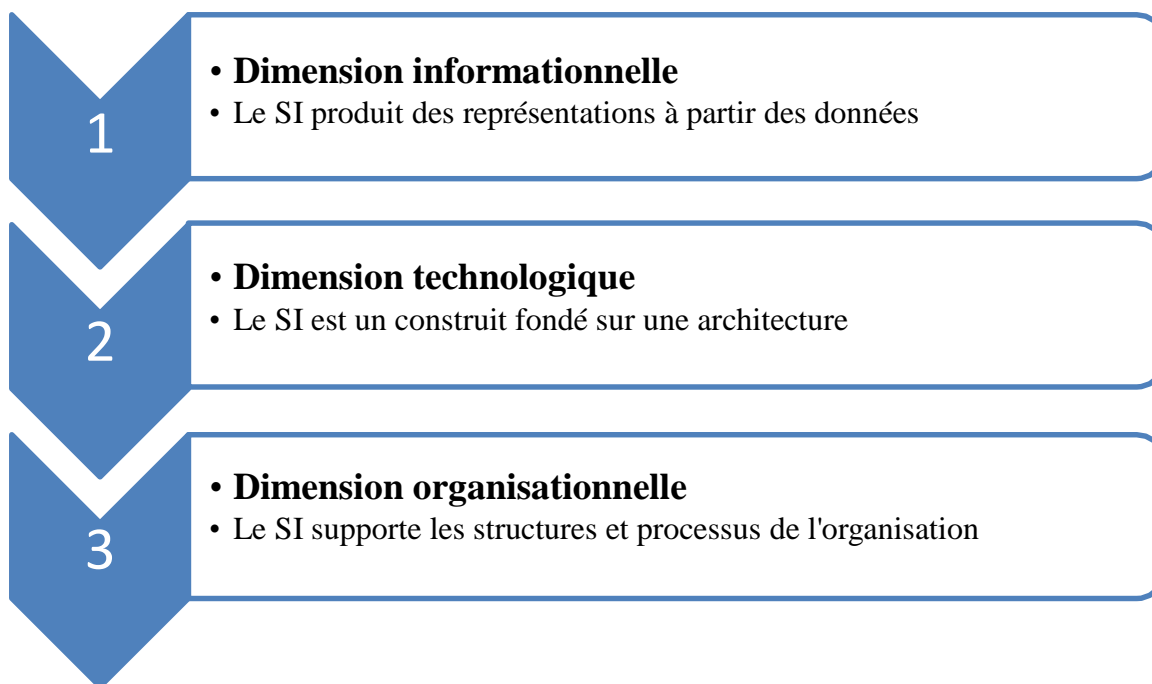 1
• Dimension informationnelle
• Le SI produit des représentations à partir des données
2
• Dimension technologique
• Le SI est un construit fondé sur une architecture
3
• Dimension organisationnelle
• Le SI supporte les structures et processus de l'organisation